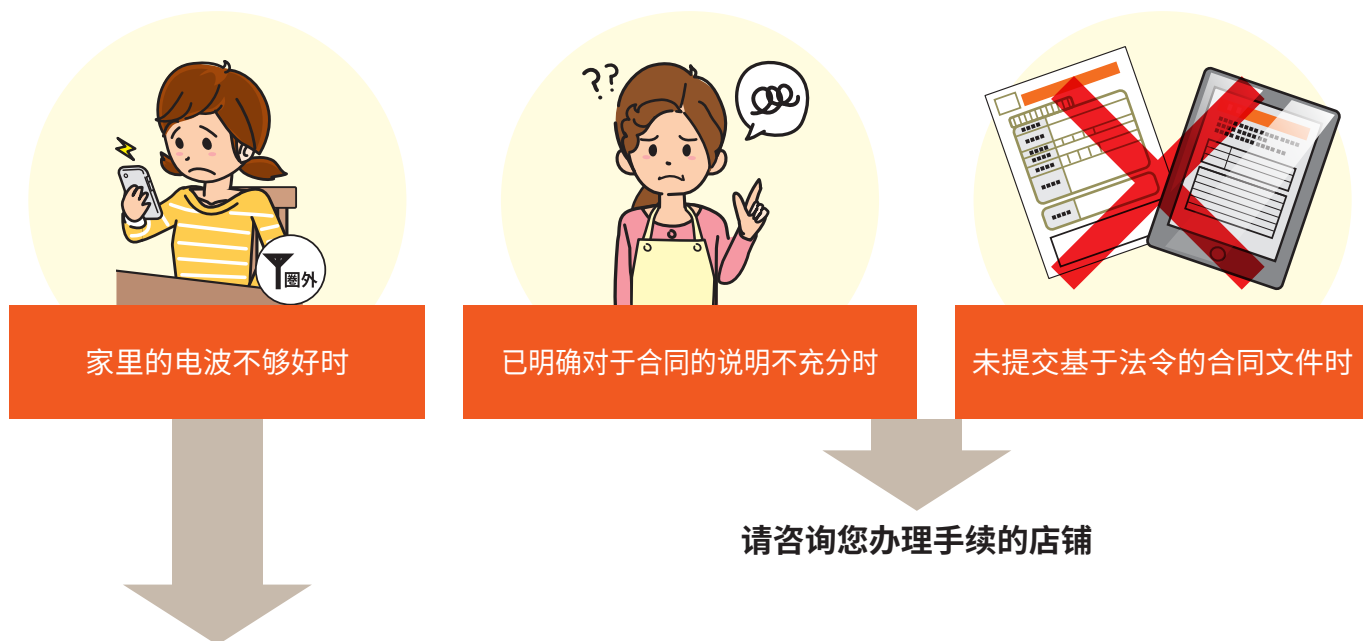 ??
圏外
家里的电波不够好时
已明确对于合同的说明不充分时
未提交基于法令的合同文件时
请咨询您办理手续的店铺